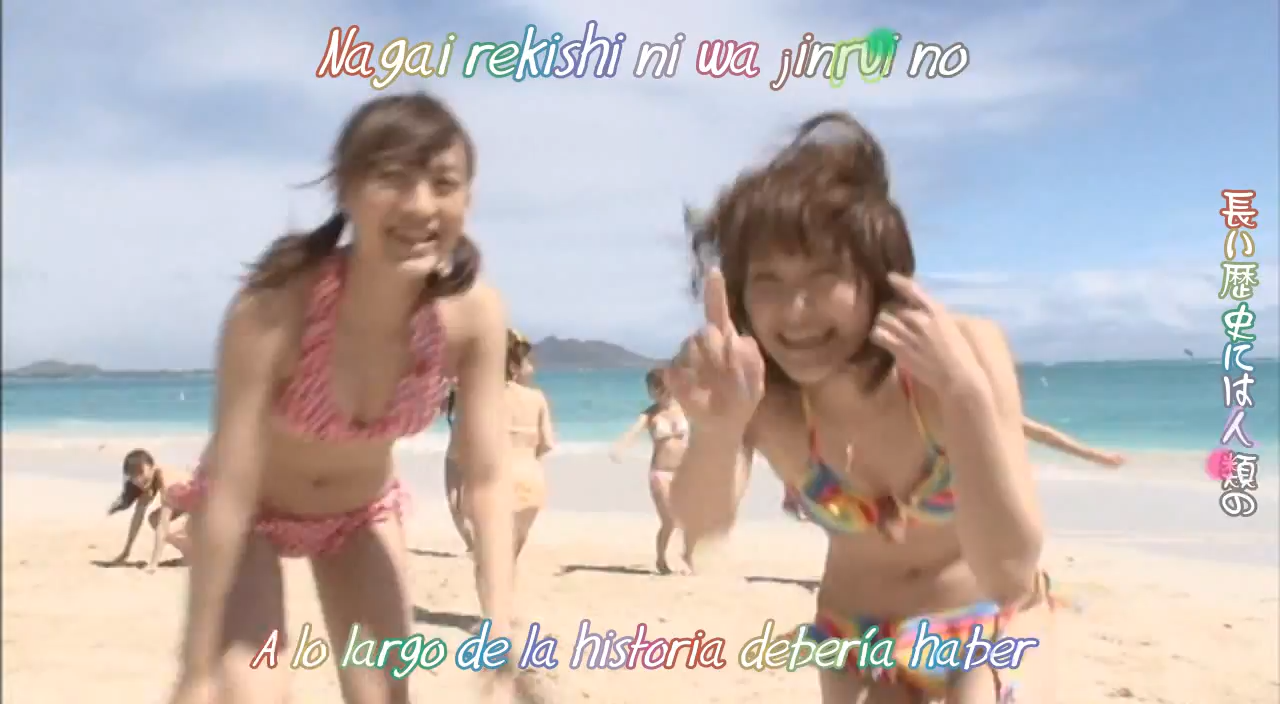 Nagai rekishi ni wa jinrui no
長い歴史には人類の
A lo largo de la historia debería haber